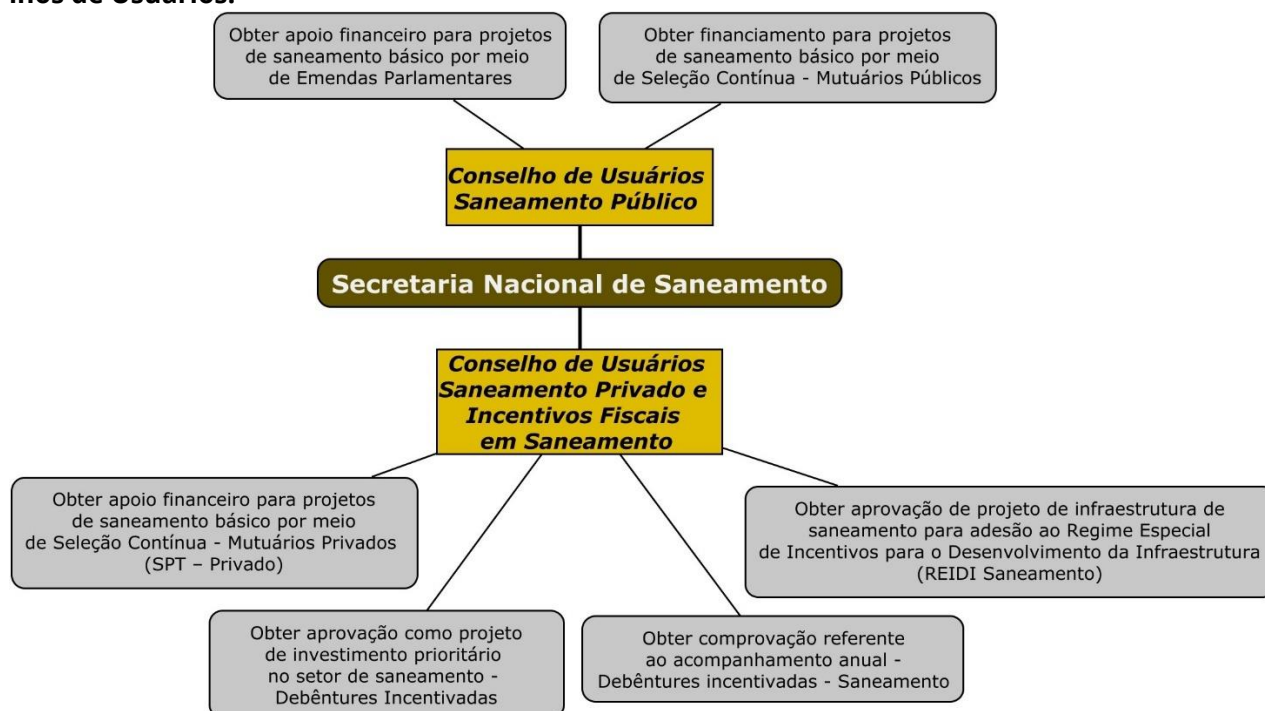 lhos de Usuários.
Obter apoio financeiro para projetos
de saneamento básico por meio
de Emendas Parlamentares
Obter financiamento para projetos
de saneamento básico por meio
de Seleção Contínua - Mutuários Públicos
Conselho de Usuários
Saneamento Público
Secretaria Nacional de Saneamento
Conselho de Usuários
Saneamento Privado e
Incentivos Fiscais
em Saneamento
Obter apoio financeiro para projetos
de saneamento básico por meio
de Seleção Contínua - Mutuários Privados
(SPT – Privado)
Obter aprovação de projeto de infraestrutura de
saneamento para adesão ao Regime Especial
de Incentivos para o Desenvolvimento da Infraestrutura
(REIDI Saneamento)
Obter aprovação como projeto
de investimento prioritário
no setor de saneamento -
Debêntures Incentivadas
Obter comprovação referente
ao acompanhamento anual -
Debêntures incentivadas - Saneamento